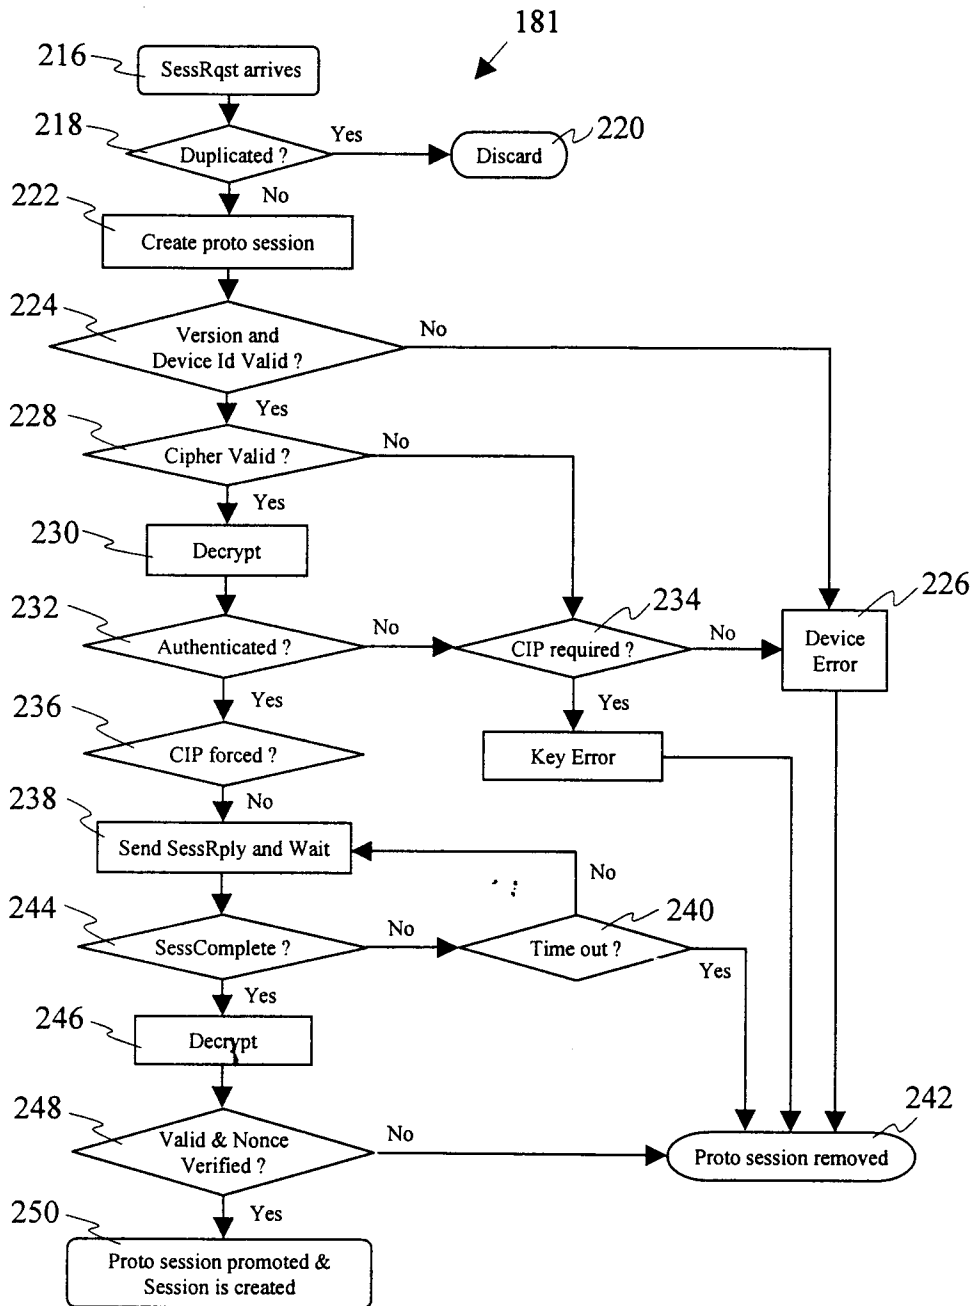 181
216
SessRqst arrives
218
Duplicated ?
Yes
220
Discard
No
222
Create proto session
224
Version and
Device Id Valid ?
No
Yes
228
Cipher Valid ?
No
Yes
230
Decrypt
232
Authenticated ?
No
234
CIP required ?
No
226
Device
Error
Yes
Yes
236
CIP forced ?
Key Error
No
238
Send SessRply and Wait
No
244
SessComplete ?
No
240
Time out ?
Yes
Yes
246
Decrypt
248
Valid & Nonce
Verified ?
No
242
Proto session removed
Yes
250
Proto session promoted &
Session is created